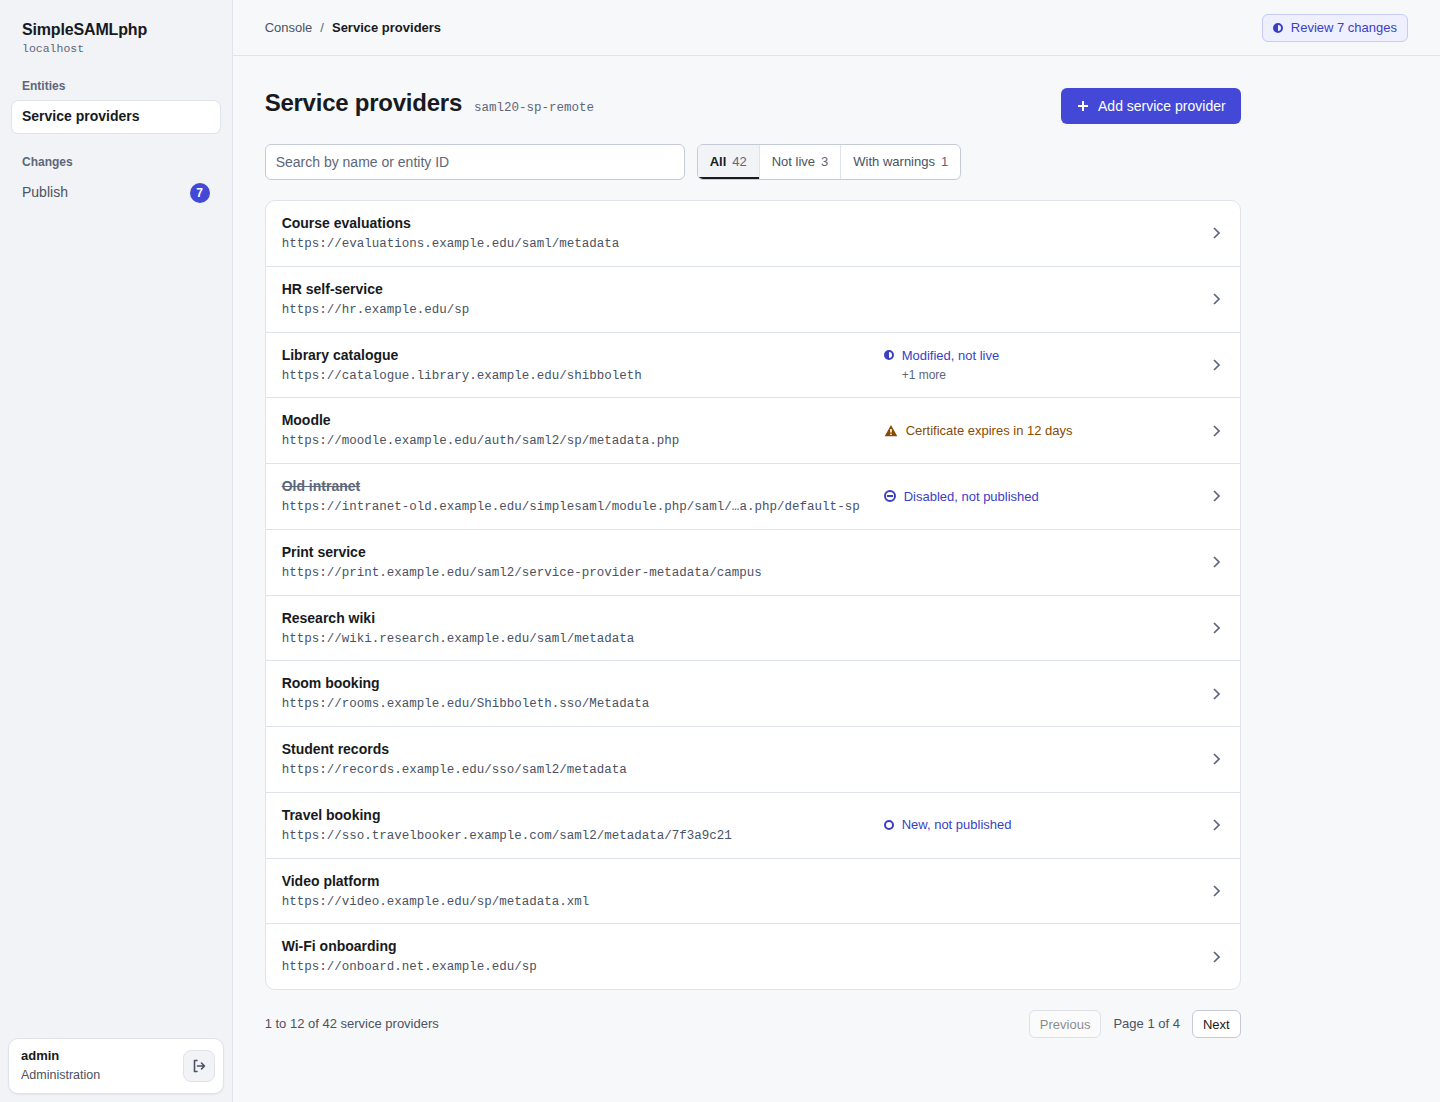 SimpleSAMLphp
localhost
Entities
Service providers
Changes
Publish 7
admin
Administration
Console / Service providers
Review 7 changes
Service providers saml20-sp-remote
Add service provider
Search by name or entity ID
All 42 Not live 3 With warnings 1
Course evaluations
https://evaluations.example.edu/saml/metadata
HR self-service
https://hr.example.edu/sp
Library catalogue
https://catalogue.library.example.edu/shibboleth
Modified, not live
+1 more
Moodle
https://moodle.example.edu/auth/saml2/sp/metadata.php
Certificate expires in 12 days
Old intranet
https://intranet-old.example.edu/simplesaml/module.php/saml/…a.php/default-sp
Disabled, not published
Print service
https://print.example.edu/saml2/service-provider-metadata/campus
Research wiki
https://wiki.research.example.edu/saml/metadata
Room booking
https://rooms.example.edu/Shibboleth.sso/Metadata
Student records
https://records.example.edu/sso/saml2/metadata
Travel booking
https://sso.travelbooker.example.com/saml2/metadata/7f3a9c21
New, not published
Video platform
https://video.example.edu/sp/metadata.xml
Wi-Fi onboarding
https://onboard.net.example.edu/sp
1 to 12 of 42 service providers
Previous Page 1 of 4 Next